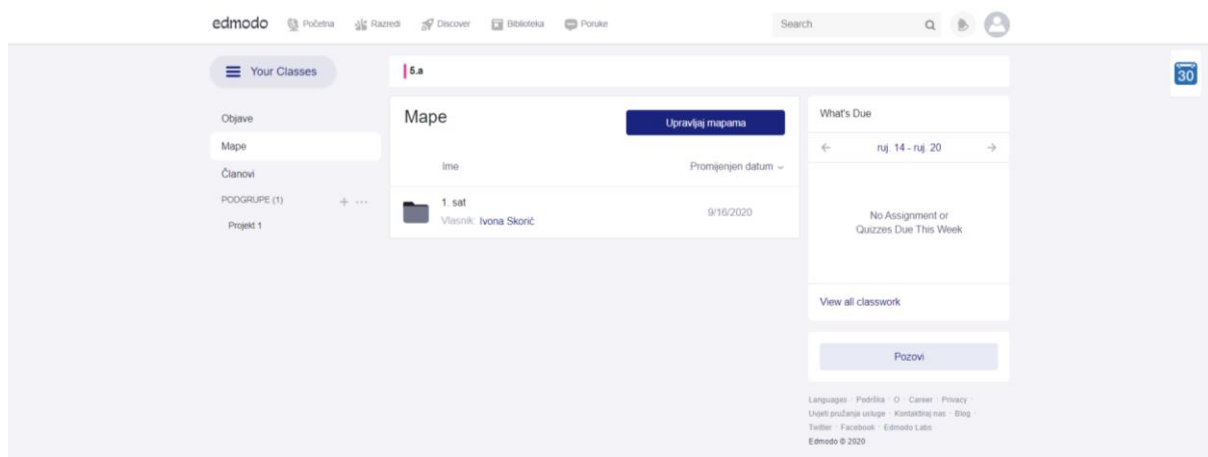 edmodo Početna Razredi Discover Biblioteka Poruke Search
Your Classes
5.a
30
Objave
Mape
Članovi
PODGRUPE (1)
Projekt 1
Mape
Upravljaj mapama
Ime Promijenjen datum
1. sat
Vlasnik: Ivona Skorić
9/16/2020
What's Due
ruj. 14 - ruj. 20
No Assignment or
Quizzes Due This Week
View all classwork
Pozovi
Languages · Podrška · O · Career · Privacy ·
Uvjeti pružanja usluge · Kontaktiraj nas · Blog ·
Twitter · Facebook · Edmodo Labs
Edmodo © 2020